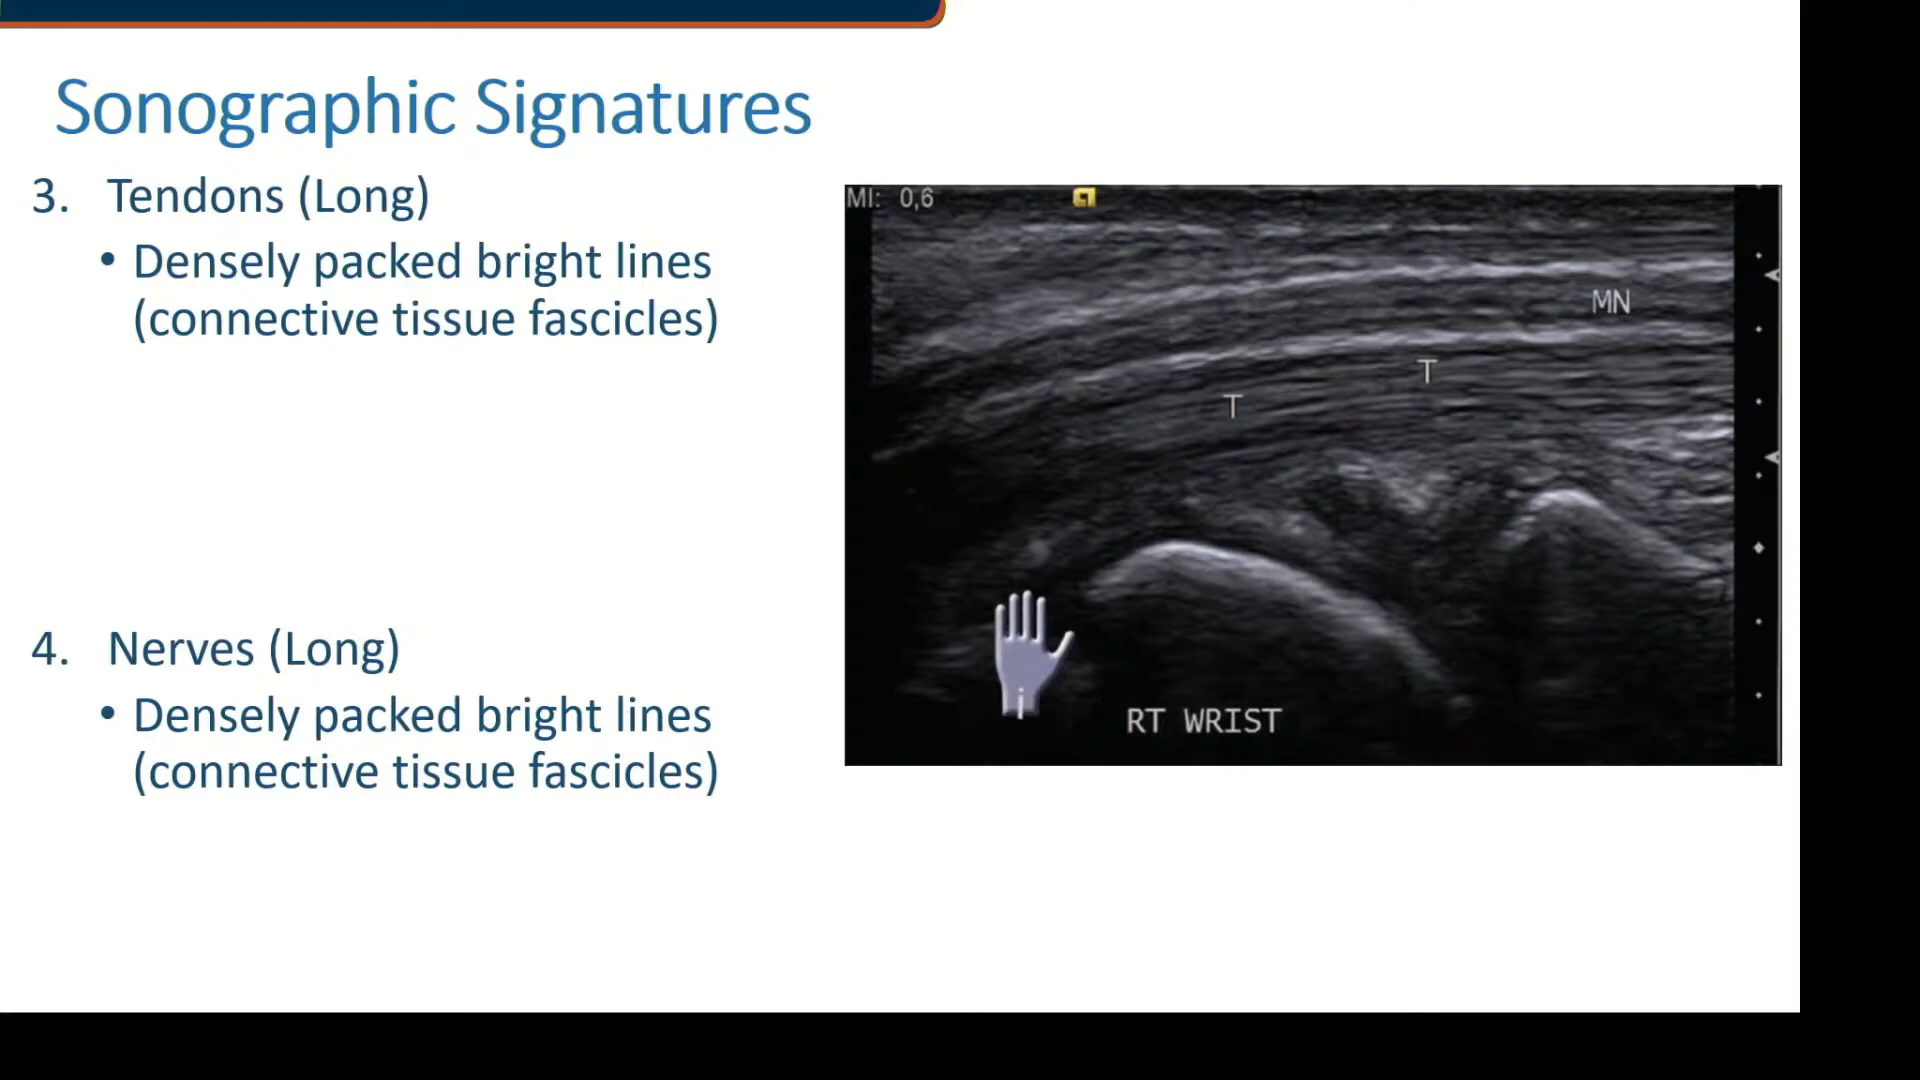 Sonographic Signatures
3. Tendons (Long)
• Densely packed bright lines
(connective tissue fascicles)
4. Nerves (Long)
• Densely packed bright lines
(connective tissue fascicles)
MI: 0,6
MN
T
T
i
RT WRIST